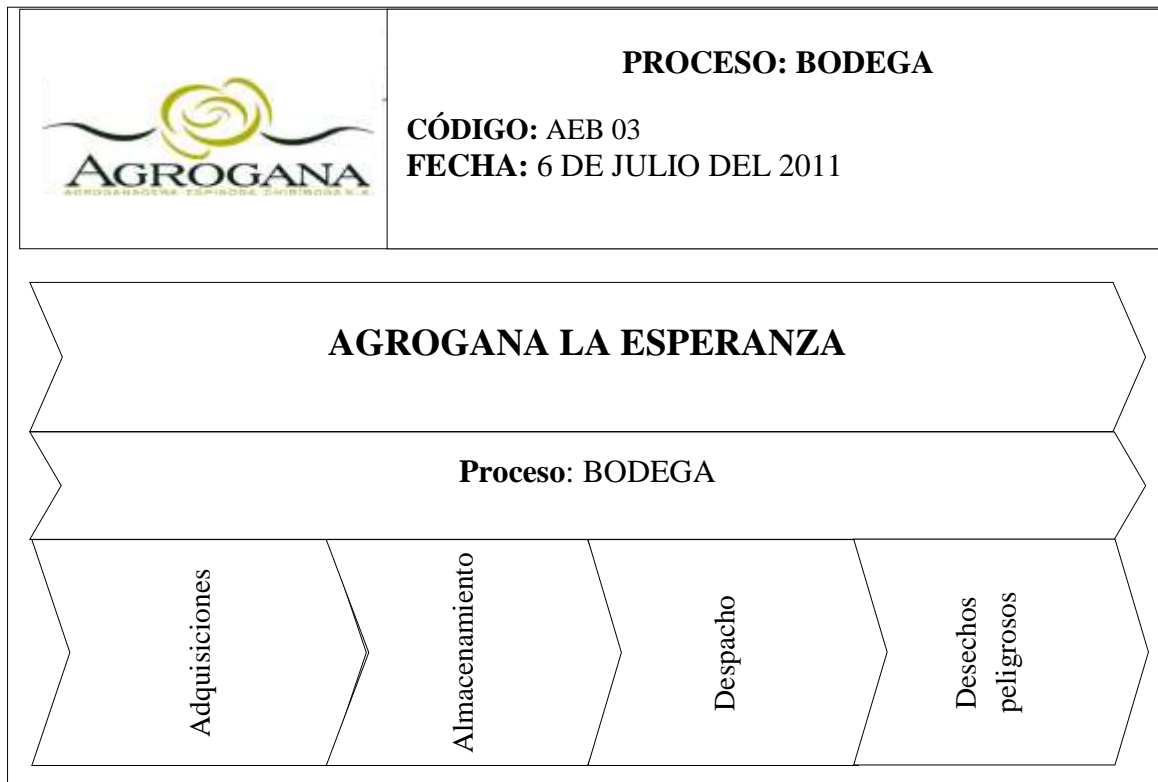 AGROGANA
PROCESO: BODEGA
CÓDIGO: AEB 03
FECHA: 6 DE JULIO DEL 2011
AGROGANA LA ESPERANZA
Proceso: BODEGA
Adquisiciones
Almacenamiento
Despacho
Desechos
peligrosos